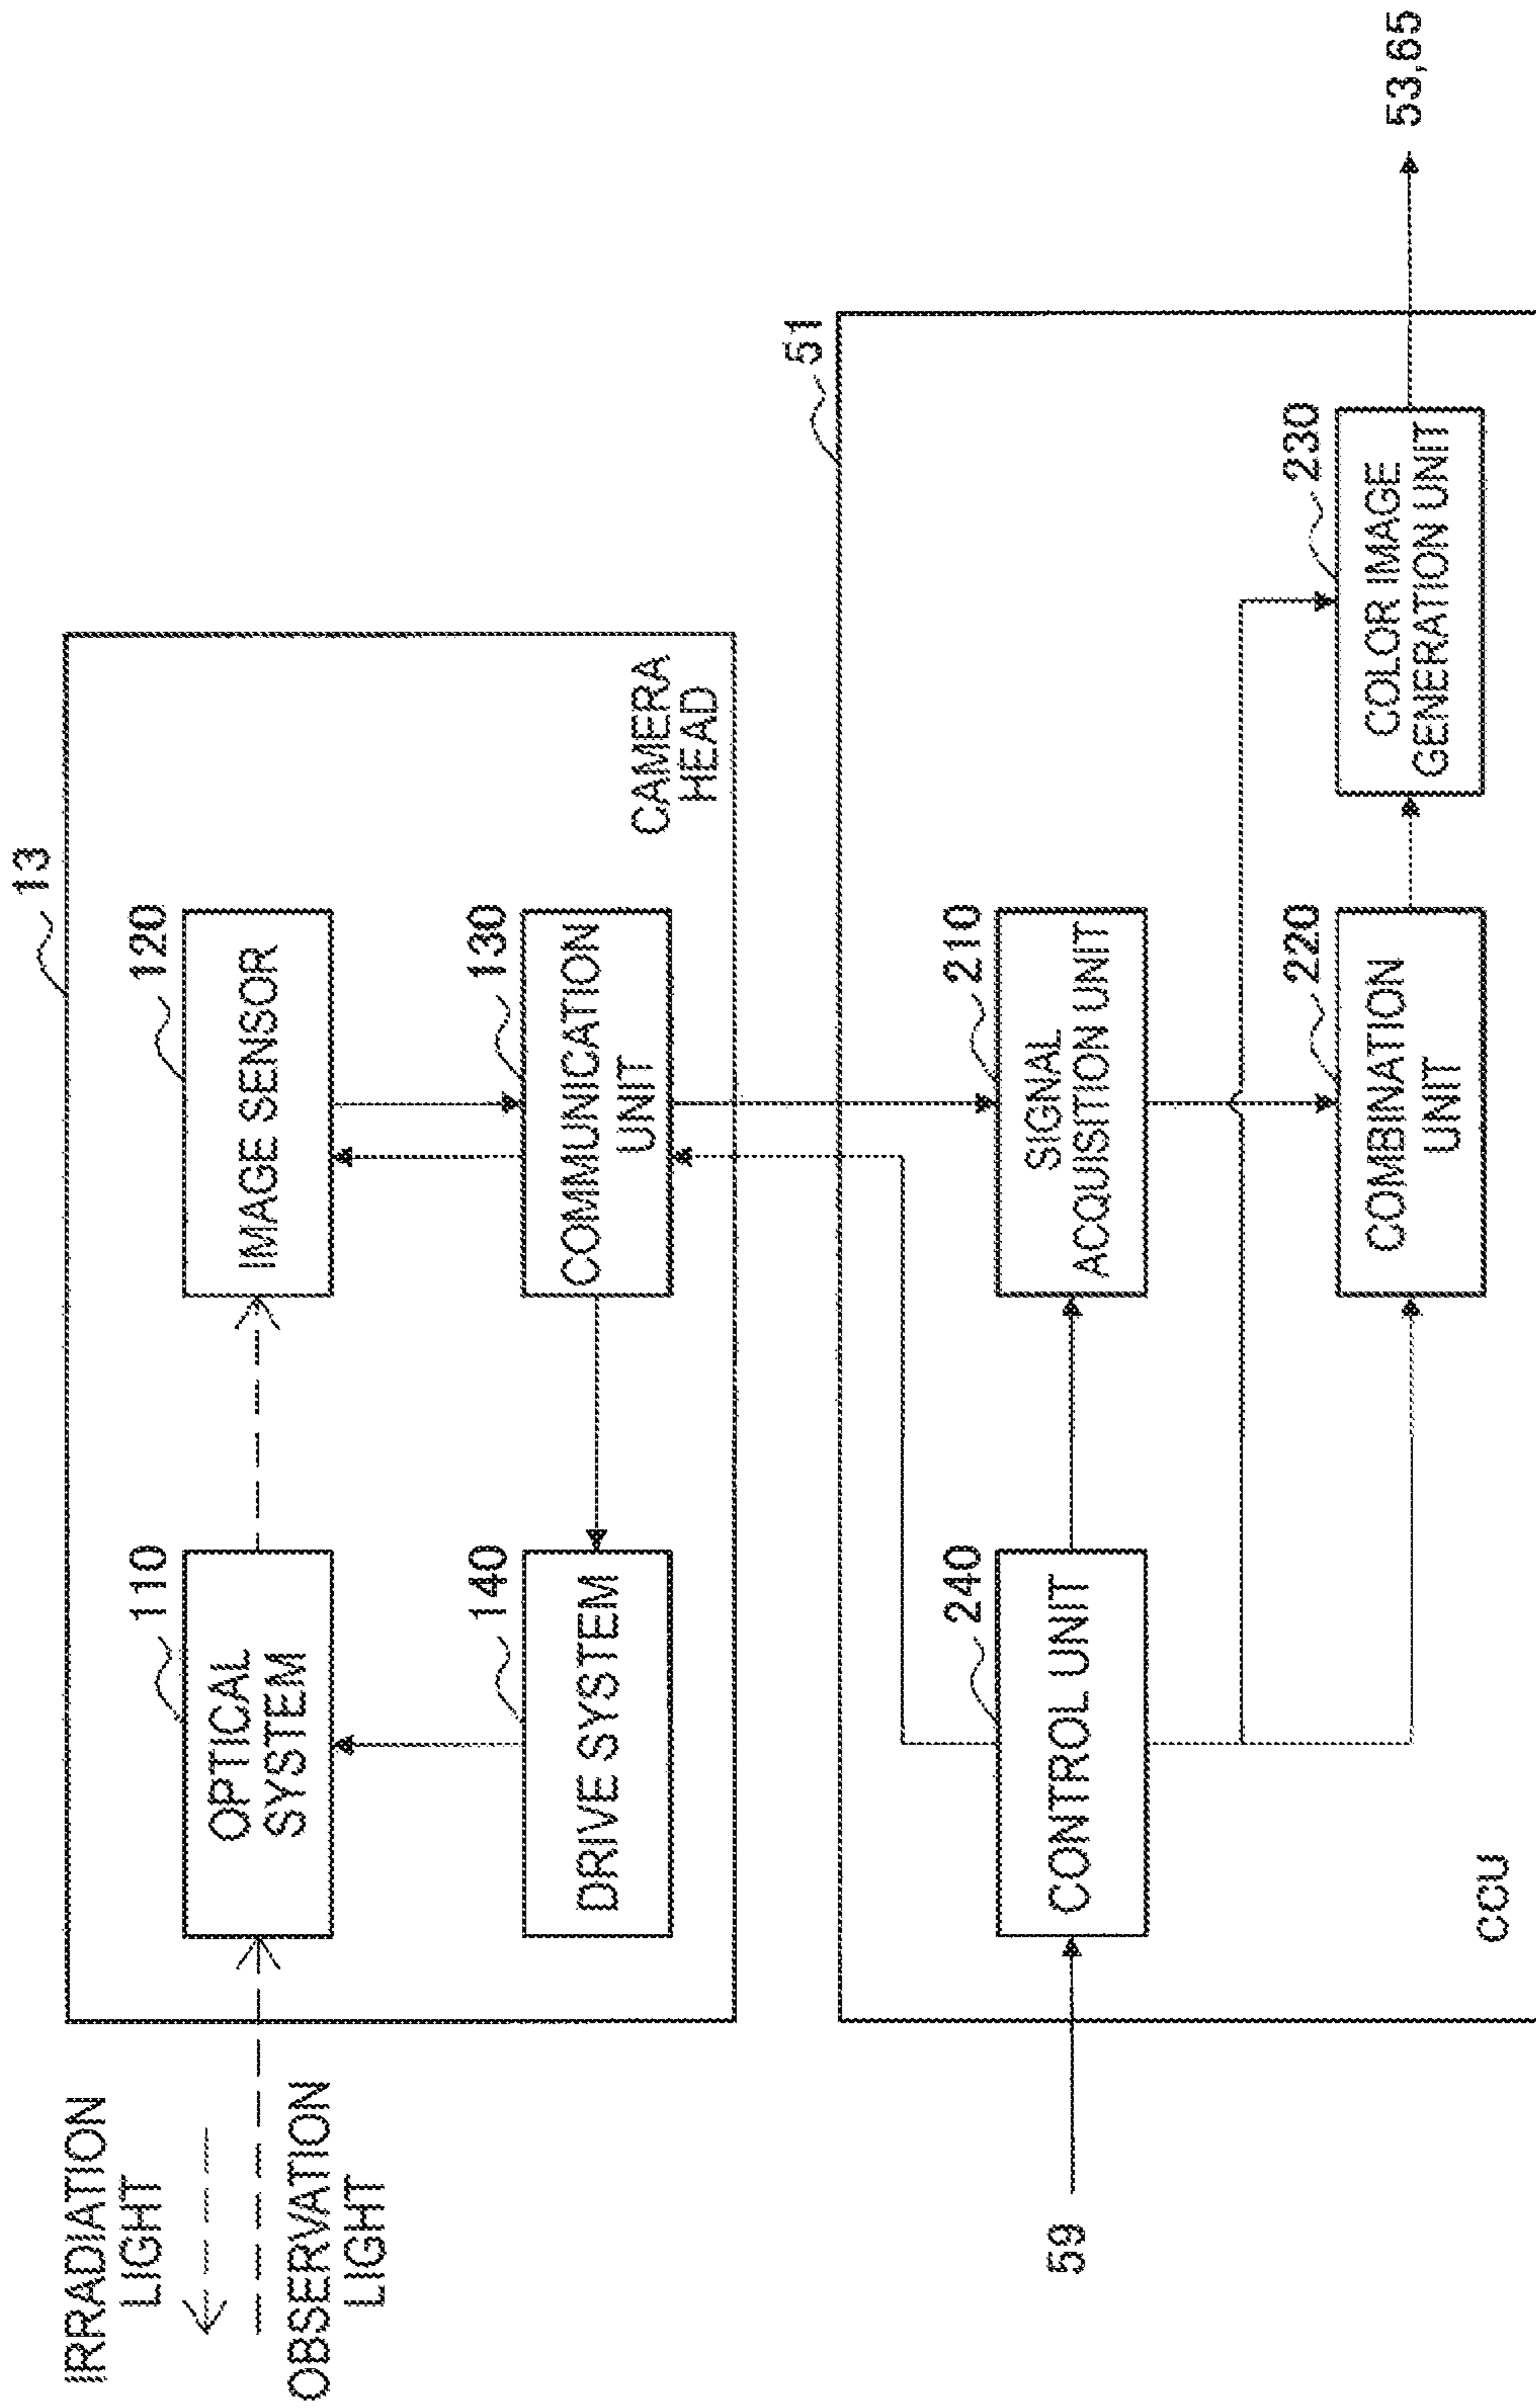 IRRADIATION
LIGHT
OBSERVATION
LIGHT
13
110
OPTICAL
SYSTEM
120
IMAGE SENSOR
140
DRIVE SYSTEM
130
COMMUNICATION
UNIT
CAMERA
HEAD
51
59
240
CONTROL UNIT
210
SIGNAL
ACQUISITION UNIT
220
COMBINATION
UNIT
230
COLOR IMAGE
GENERATION UNIT
53,65
CCU